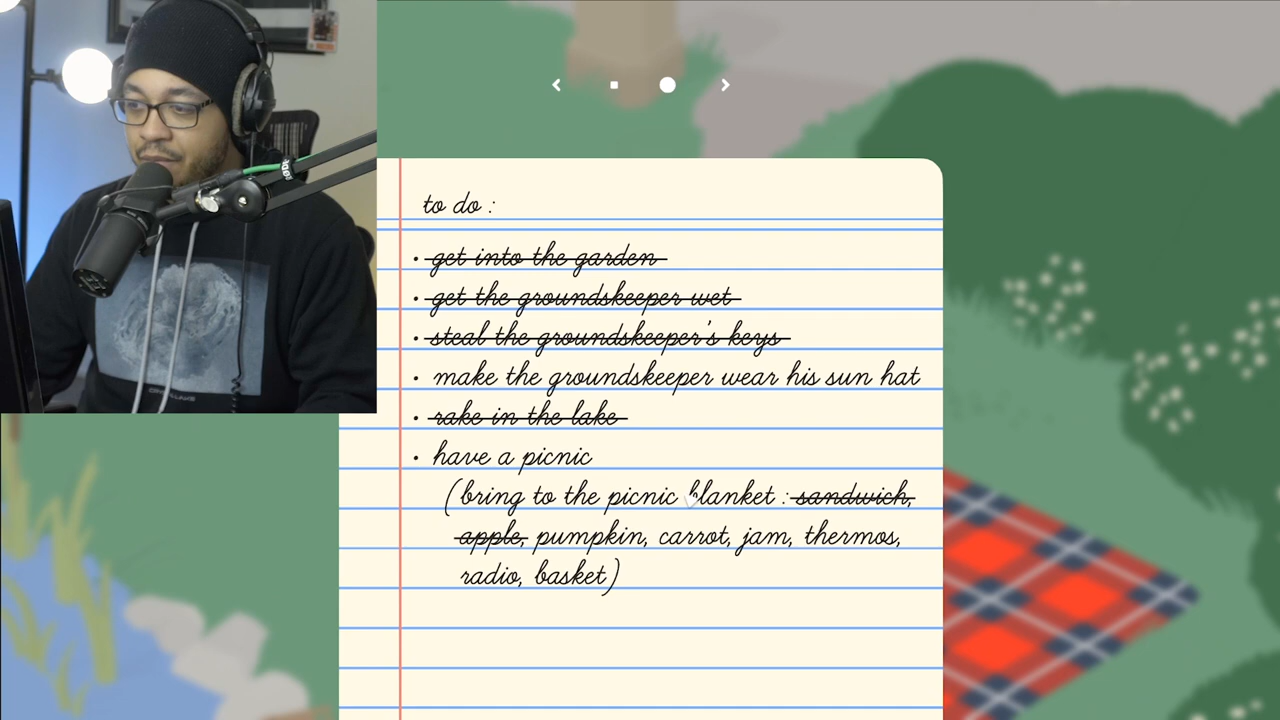 to do :
• get into the garden
• get the groundskeeper wet
• steal the groundskeeper's keys
• make the groundskeeper wear his sun hat
• rake in the lake
• have a picnic
(bring to the picnic blanket : sandwich,
apple, pumpkin, carrot, jam, thermos,
radio, basket)